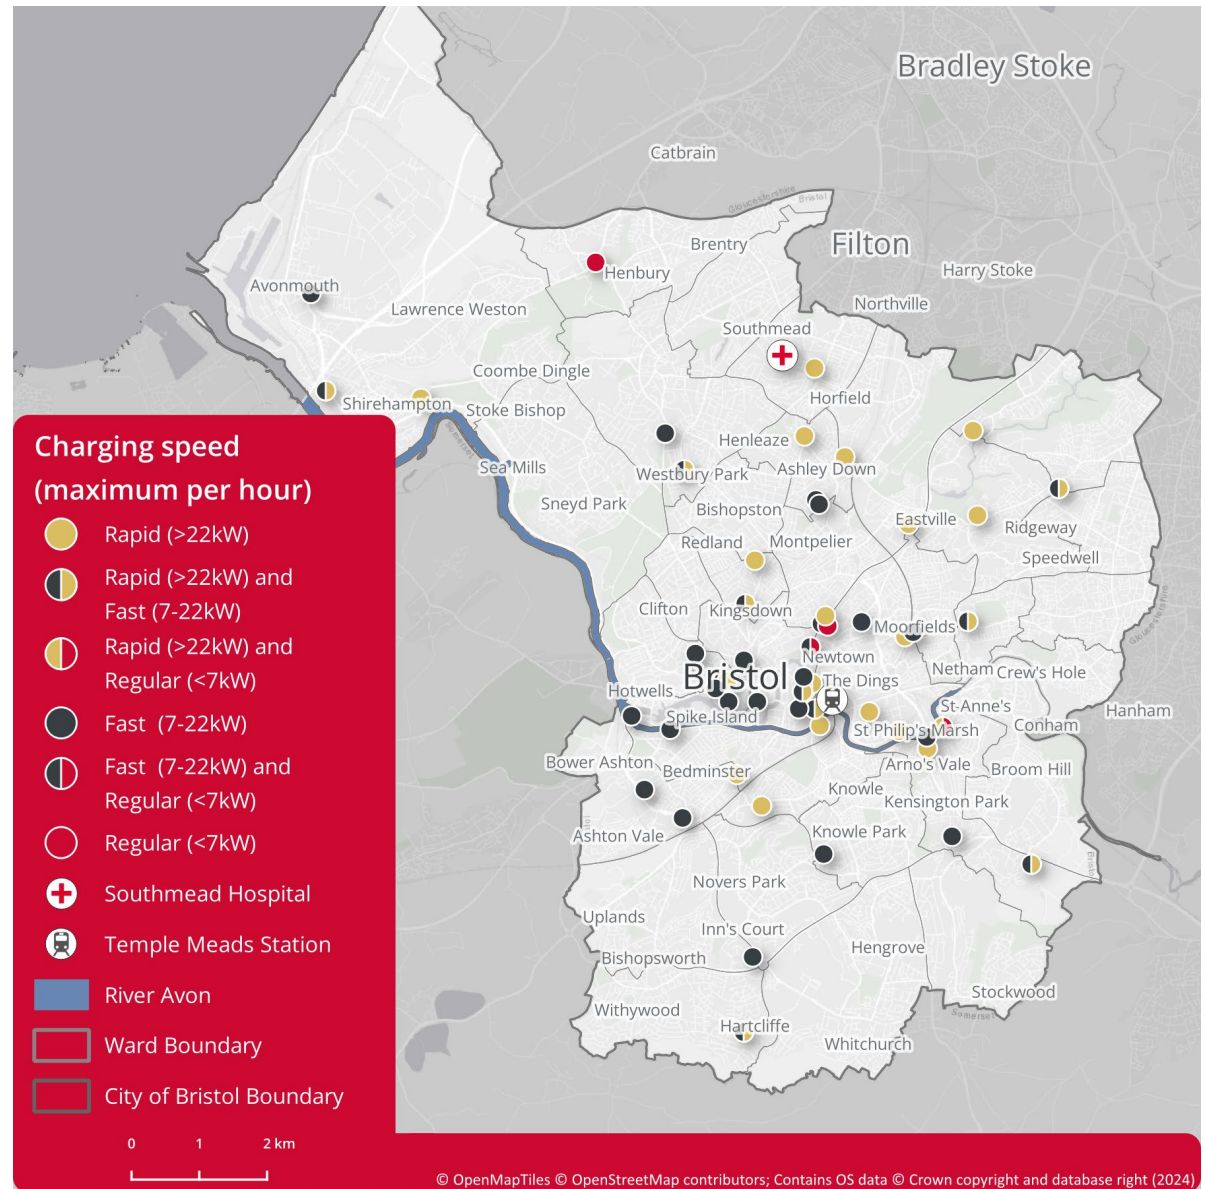 Bradley Stoke
Catbrain
Gloucestershire
Bristol
Brentry
Filton
Harry Stoke
Henbury
Avonmouth
Lawrence Weston
Northville
Southmead
Coombe Dingle
Shirehampton
Stoke Bishop
Horfield
Somerset
Henleaze
Sea Mills
Westbury Park
Ashley Down
Sneyd Park
Bishopston
Eastville
Ridgeway
Redland
Montpelier
Speedwell
Clifton
Kingsdown
Moorfields
Gloucestershire
Newtown
Netham
Crew's Hole
Bristol
The Dings
Hotwells
St-Anne's
Hanham
Spike Island
St Philip's Marsh
Conham
Bower Ashton
Bedminster
Arno's Vale
Broom Hill
Knowle
Kensington Park
Ashton Vale
Knowle Park
Bristol
Novers Park
Uplands
Inn's Court
Hengrove
Bishopsworth
Stockwood
Withywood
Somerset
Hartcliffe
Whitchurch
Charging speed
(maximum per hour)
Rapid (>22kW)
Rapid (>22kW) and
Fast (7-22kW)
Rapid (>22kW) and
Regular (<7kW)
Fast (7-22kW)
Fast (7-22kW) and
Regular (<7kW)
Regular (<7kW)
Southmead Hospital
Temple Meads Station
River Avon
Ward Boundary
City of Bristol Boundary
0 1 2 km
© OpenMapTiles © OpenStreetMap contributors; Contains OS data © Crown copyright and database right (2024)